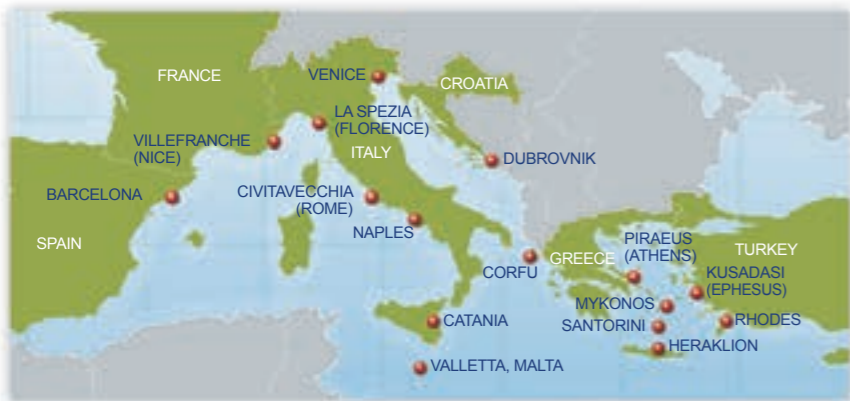 FRANCE
VENICE
CROATIA
LA SPEZIA
(FLORENCE)
VILLEFRANCHE
(NICE)
ITALY
DUBROVNIK
BARCELONA
CIVITAVECCHIA
(ROME)
NAPLES
SPAIN
CORFU
GREECE
PIRAEUS
(ATHENS)
TURKEY
KUSADASI
(EPHESUS)
MYKONOS
CATANIA
SANTORINI
RHODES
HERAKLION
VALLETTA, MALTA